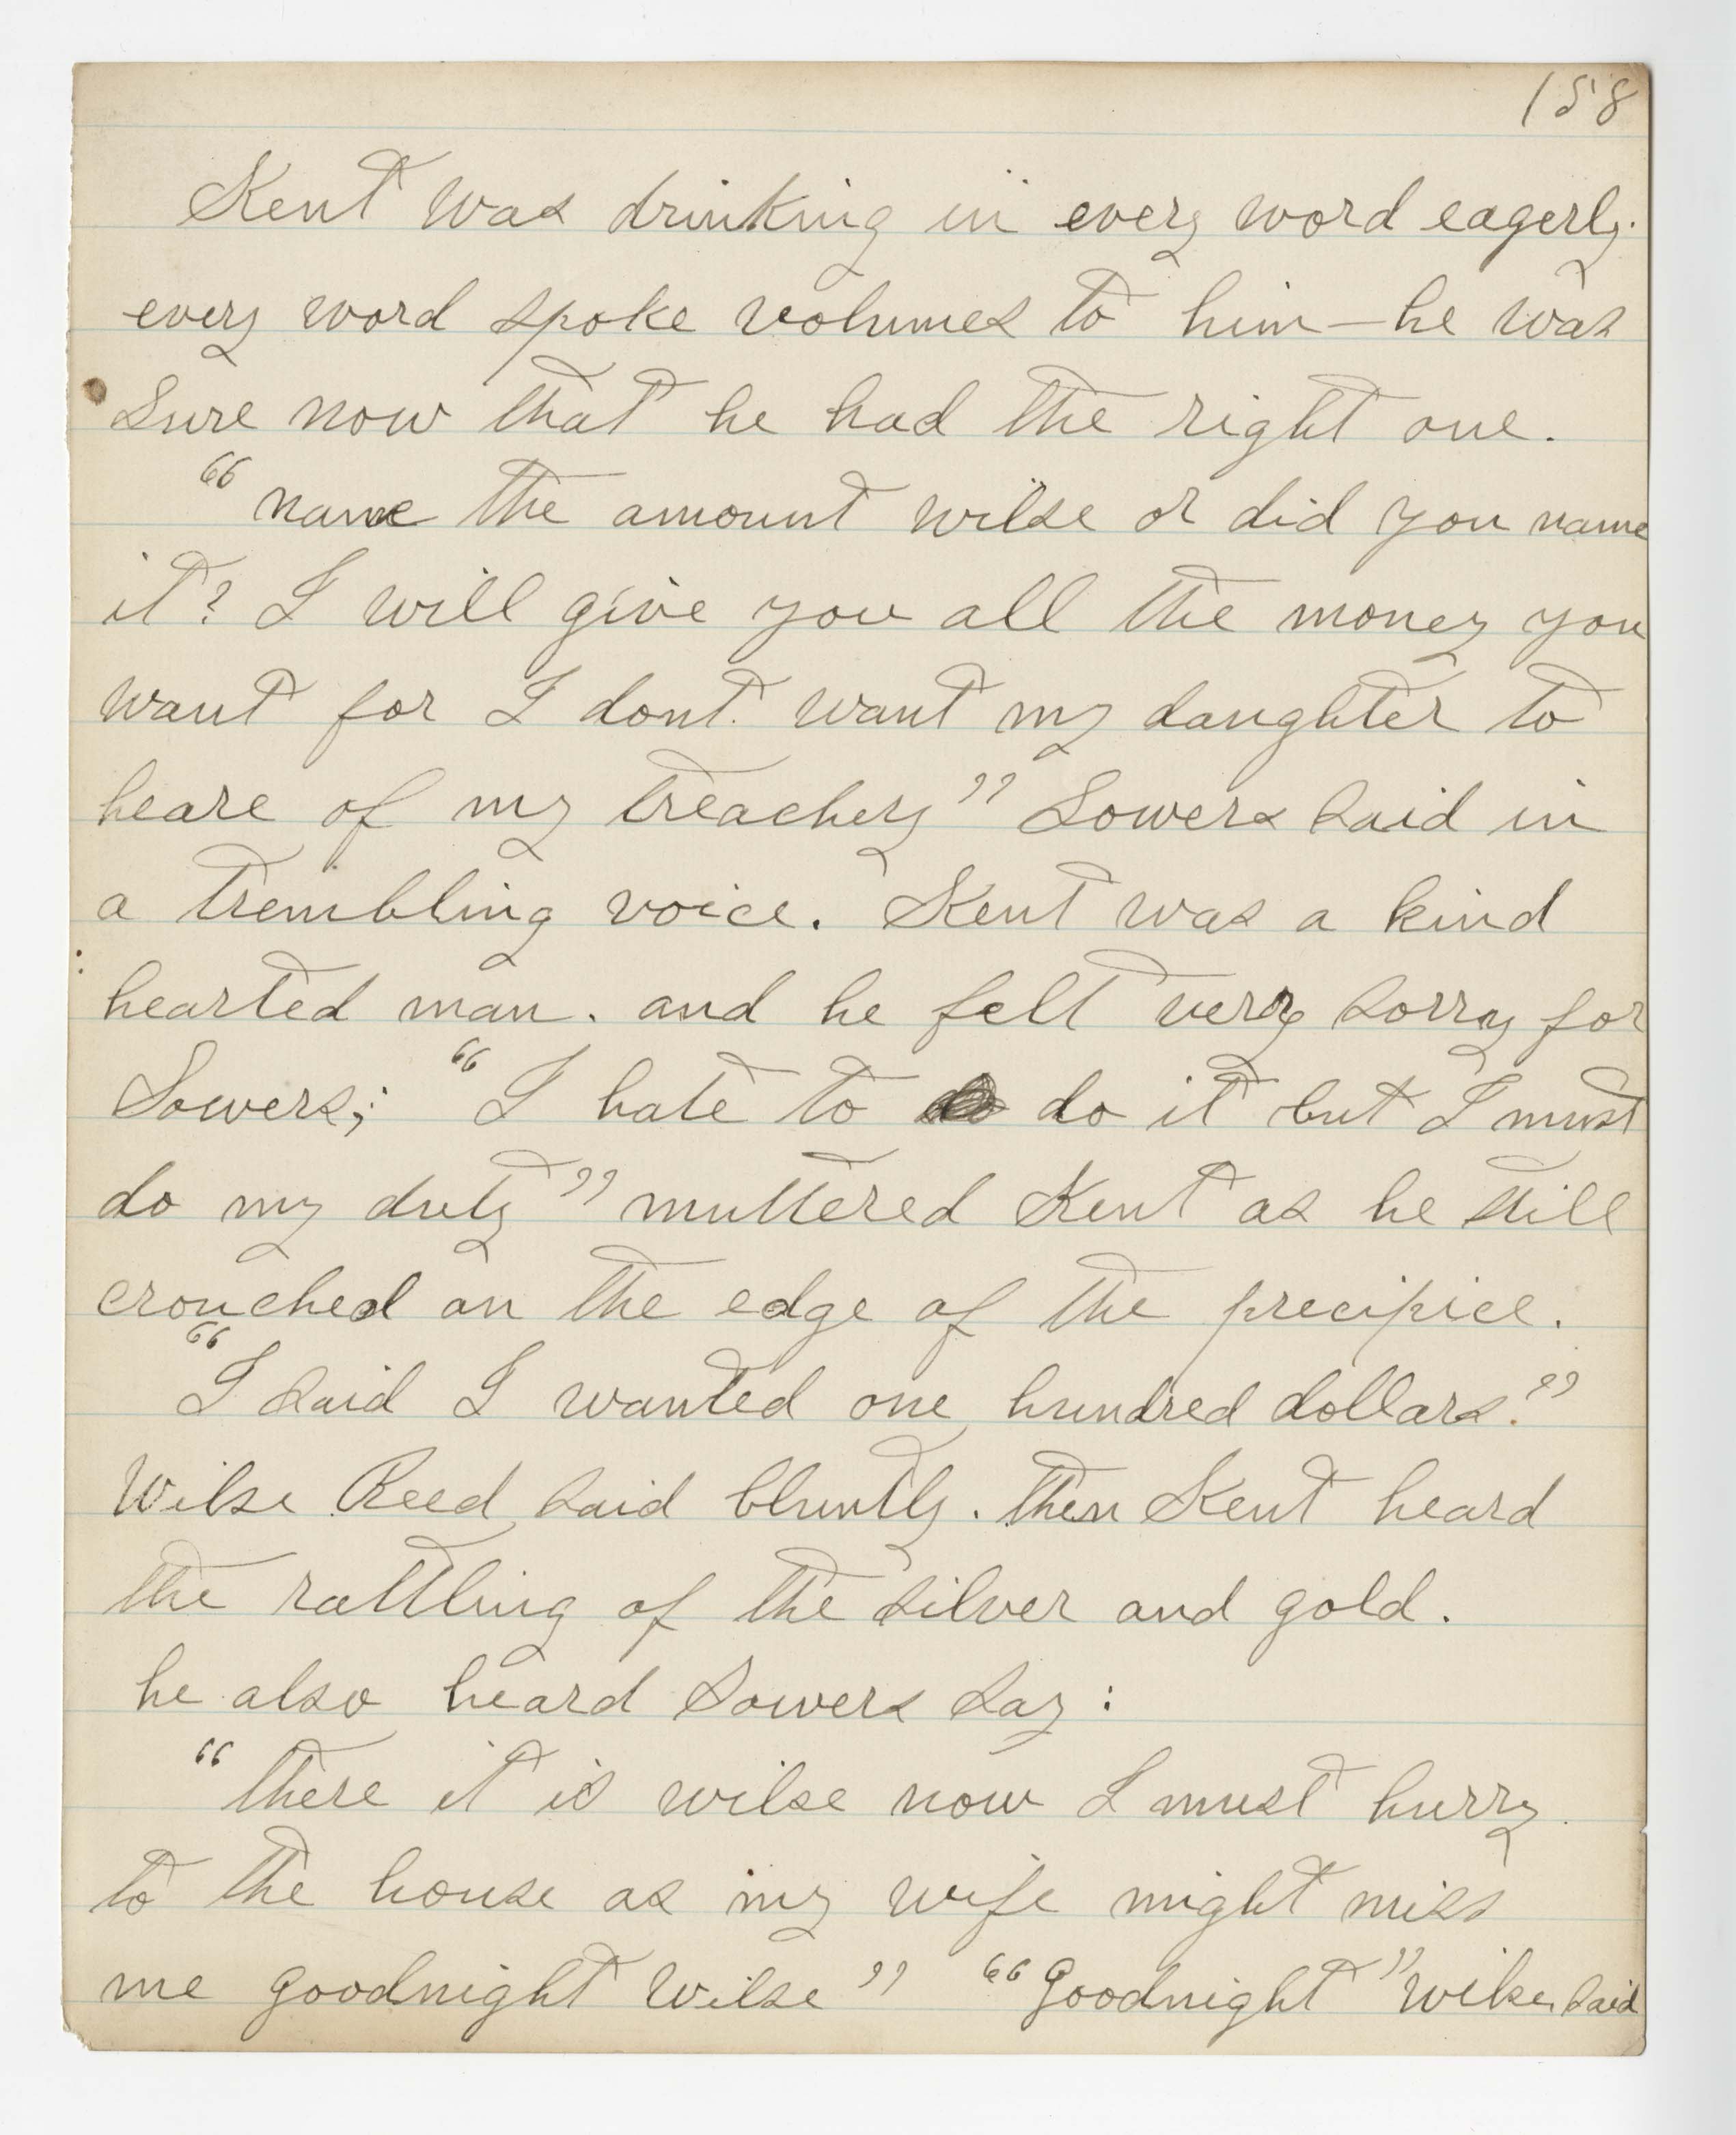 158
Kent was drinking in every word eagerly.
every word spoke volumes to him — he was
sure now that he had the right one.
"name the amount wilse or did you name
it? I will give you all the money you
want for I dont want my daughter to
heare of my treachery" Sowers said in
a trembling voice. Kent was a kind
hearted man. and he felt very sorry for
Sowers; "I hate to do it but I must
do my duty" muttered Kent as he still
crouched on the edge of the precipice.
"I said I wanted one hundred dollars."
Wilse Reed said bluntly. then Kent heard
the rattling of the silver and gold.
he also heard Sowers say:
"there it is wilse now I must hurry
to the house as my wife might miss
me goodnight Wilse" "Goodnight" wilse said